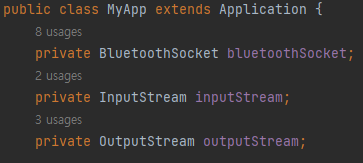 public class MyApp extends Application {
8 usages
private BluetoothSocket bluetoothSocket;
2 usages
private InputStream inputStream;
3 usages
private OutputStream outputStream;